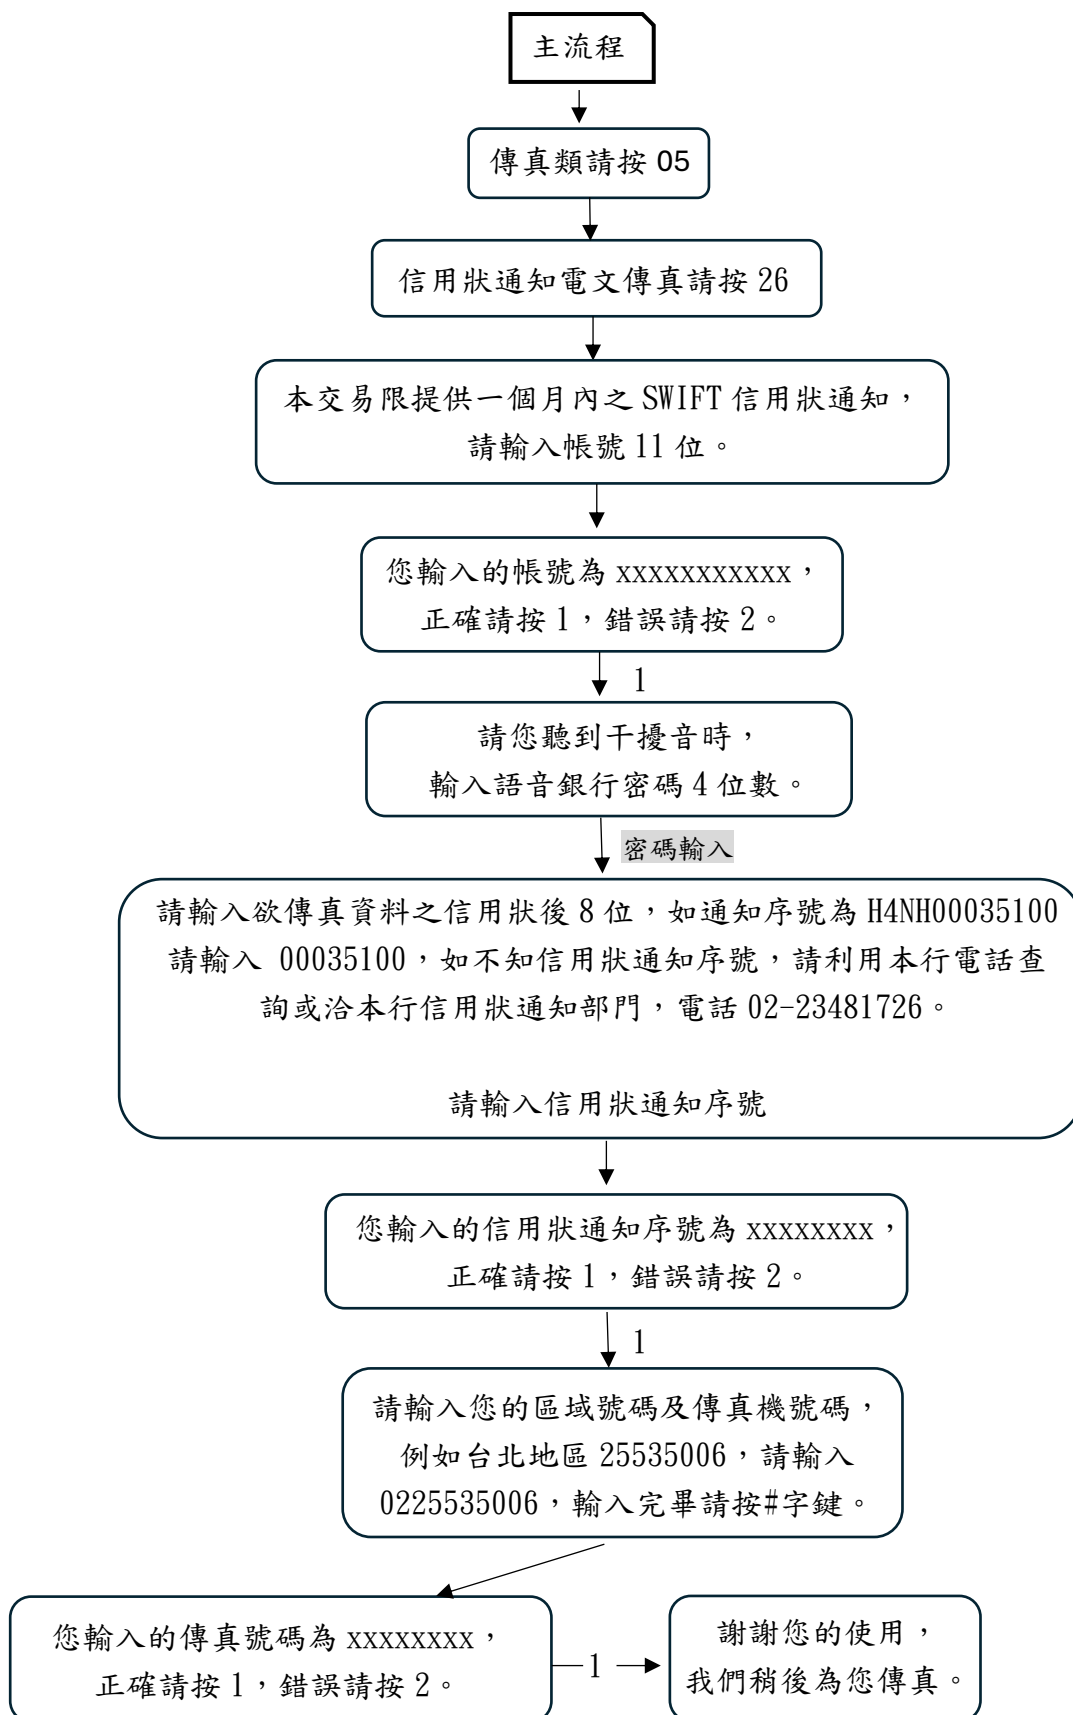 主流程
傳真類請按 05
信用狀通知電文傳真請按 26
本交易限提供一個月內之 SWIFT 信用狀通知，
請輸入帳號 11 位。
您輸入的帳號為 xxxxxxxxxxx，
正確請按 1，錯誤請按 2。
1
請您聽到干擾音時，
輸入語音銀行密碼 4 位數。
密碼輸入
請輸入欲傳真資料之信用狀後 8 位，如通知序號為 H4NH00035100
請輸入 00035100，如不知信用狀通知序號，請利用本行電話查
詢或洽本行信用狀通知部門，電話 02-23481726。
請輸入信用狀通知序號
您輸入的信用狀通知序號為 xxxxxxxx，
正確請按 1，錯誤請按 2。
1
請輸入您的區域號碼及傳真機號碼，
例如台北地區 25535006，請輸入
0225535006，輸入完畢請按#字鍵。
您輸入的傳真號碼為 xxxxxxxx，
正確請按 1，錯誤請按 2。
1
謝謝您的使用，
我們稍後為您傳真。